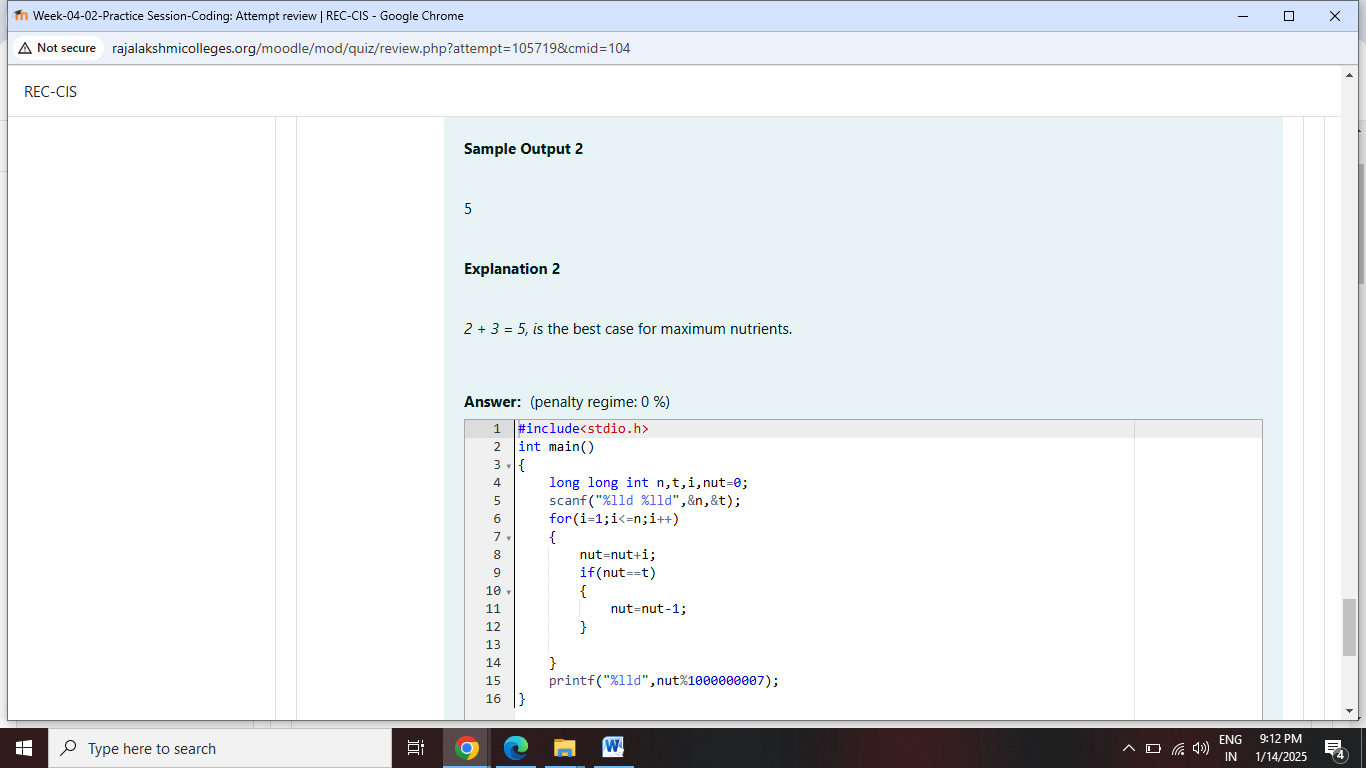 Week-04-02-Practice Session-Coding: Attempt review | REC-CIS - Google Chrome
Not secure rajalakshmicolleges.org/moodle/mod/quiz/review.php?attempt=105719&cmid=104
REC-CIS
Sample Output 2
5
Explanation 2
2 + 3 = 5, is the best case for maximum nutrients.
Answer: (penalty regime: 0 %)
1 #include<stdio.h>
2 int main()
3 {
4 long long int n,t,i,nut=0;
5 scanf("%lld %lld",&n,&t);
6 for(i=1;i<=n;i++)
7 {
8 nut=nut+i;
9 if(nut==t)
10 {
11 nut=nut-1;
12 }
13
14 }
15 printf("%lld",nut%1000000007);
16 }
Type here to search
ENG
IN
9:12 PM
1/14/2025
4